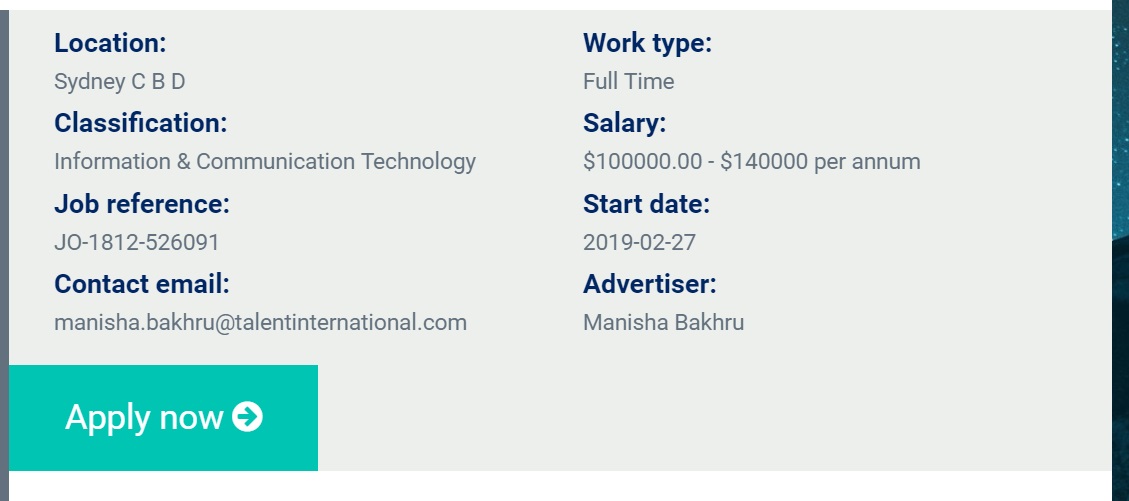 Location:
Sydney C B D
Classification:
Information & Communication Technology
Job reference:
JO-1812-526091
Contact email:
manisha.bakhru@talentinternational.com
Work type:
Full Time
Salary:
$100000.00 - $140000 per annum
Start date:
2019-02-27
Advertiser:
Manisha Bakhru
Apply now